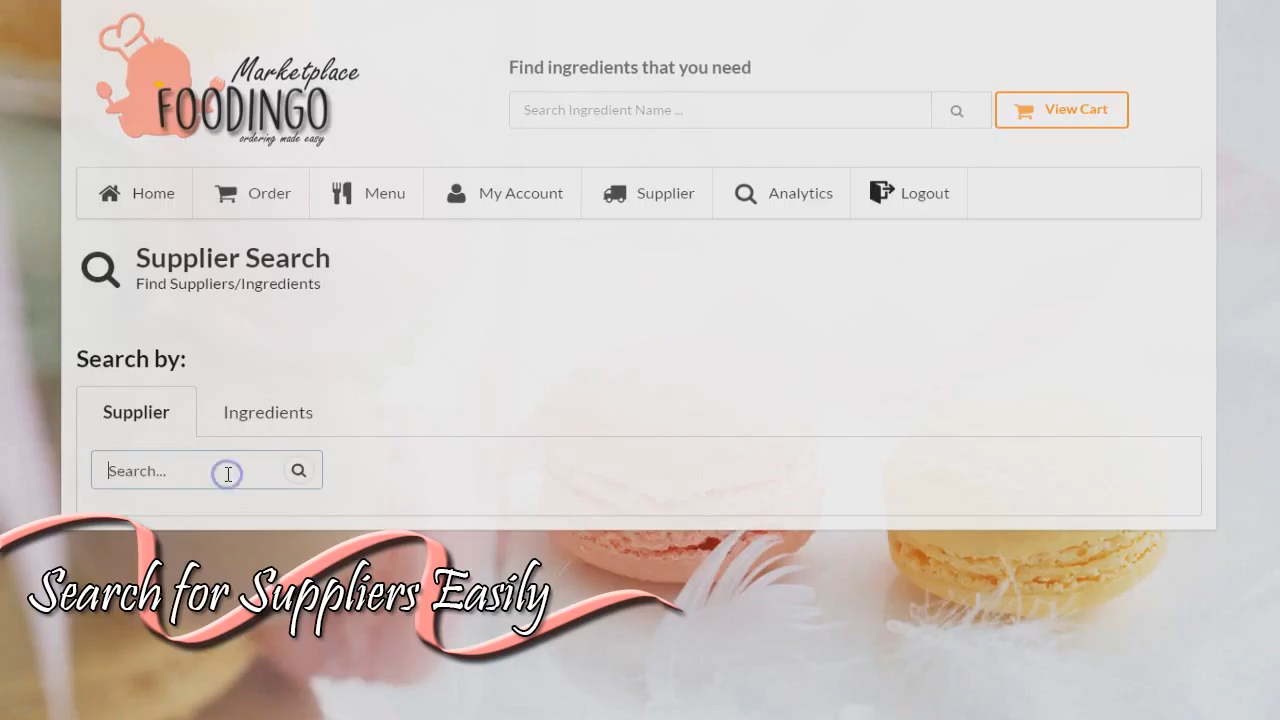 Marketplace
FOODINGO
ordering made easy
Find ingredients that you need
Search Ingredient Name ...
View Cart
Home
Order
Menu
My Account
Supplier
Analytics
Logout
Supplier Search
Find Suppliers/Ingredients
Search by:
Supplier
Ingredients
Search...
Search for Suppliers Easily